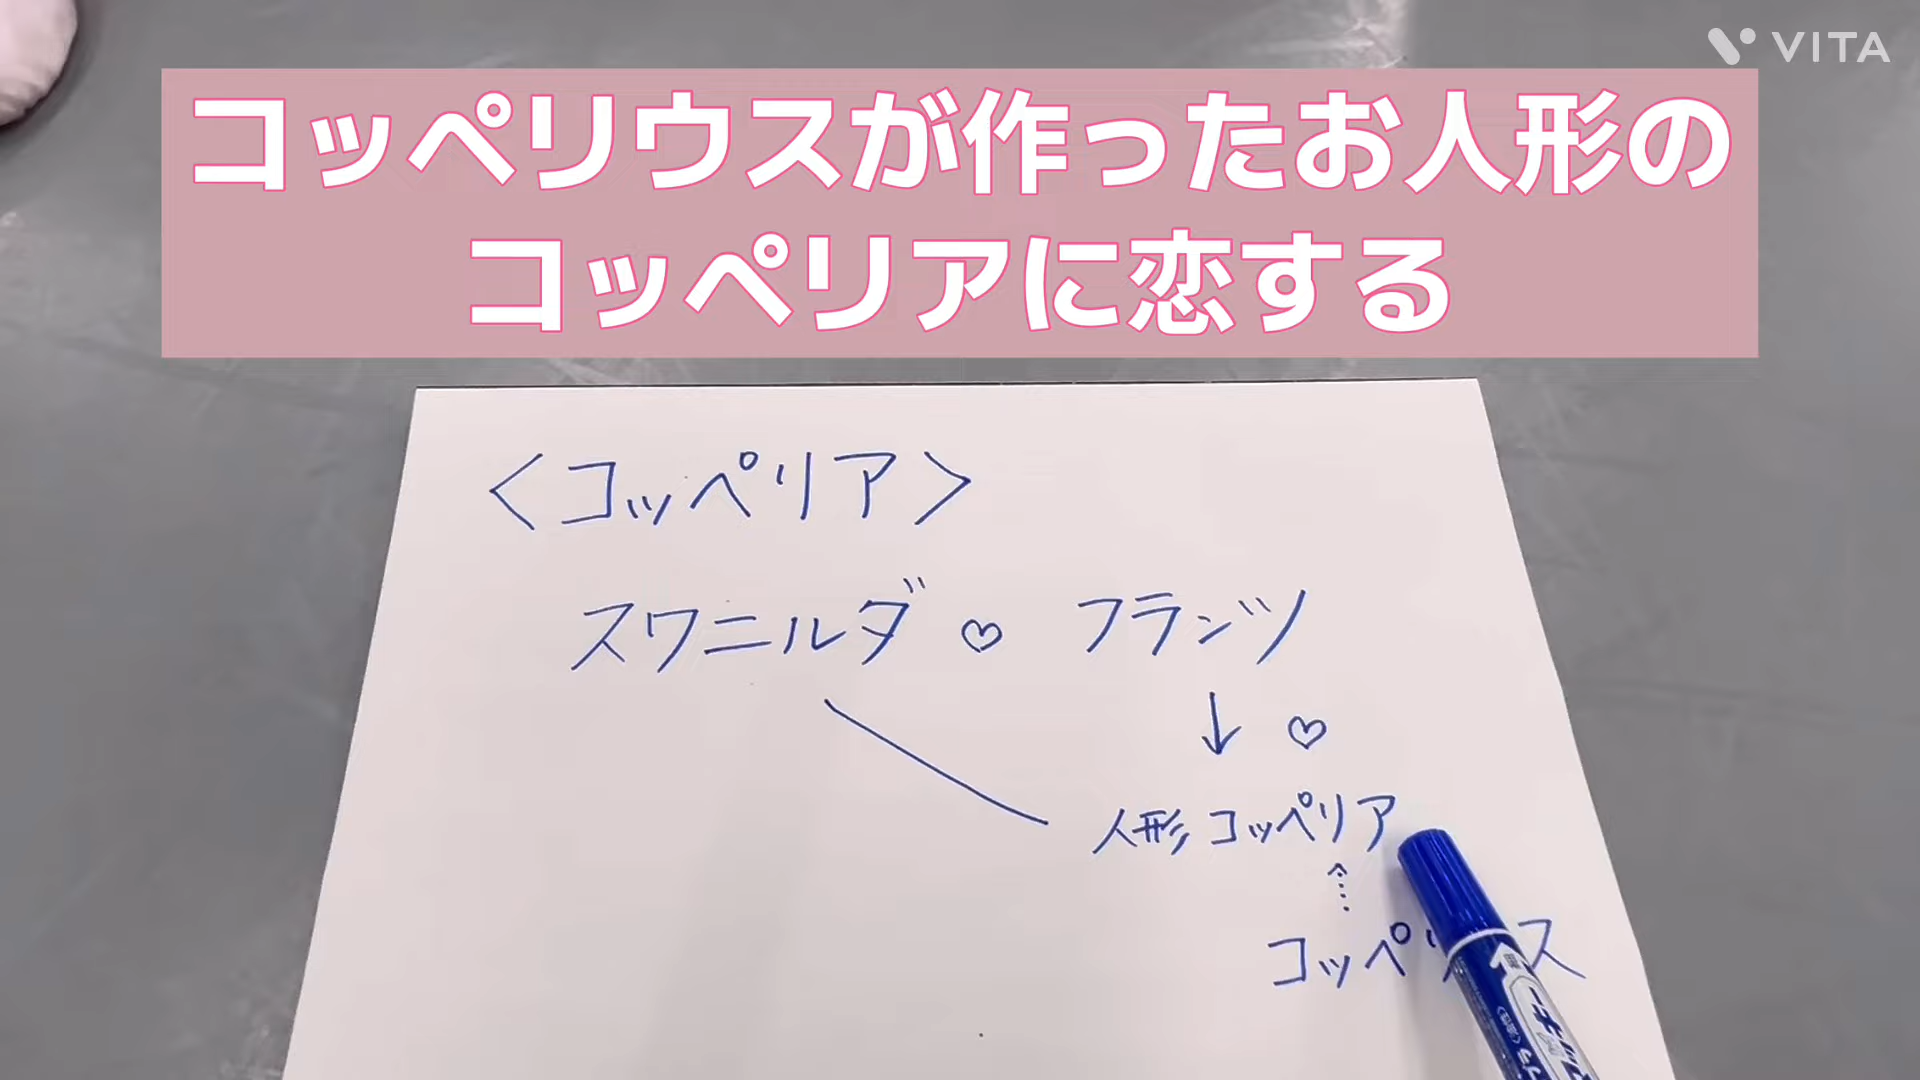 VITA
コッペリウスが作ったお人形の
コッペリアに恋する
<コッペリア>
スワニルダ ♡ フランツ
↓ ♡
人形 コッペリア
コッペ ス